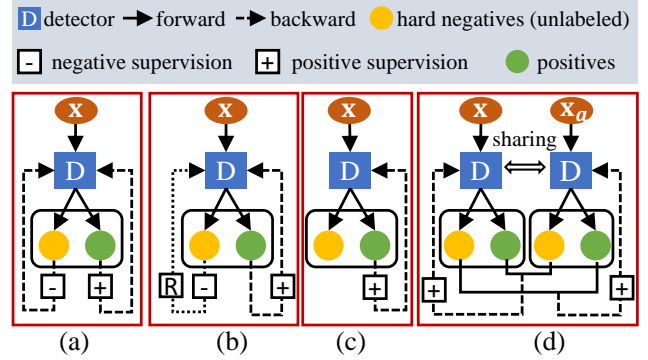 D detector forward backward hard negatives (unlabeled)
- negative supervision + positive supervision positives
x x x x xₐ
sharing
D D D D D
- + R - + + + +
(a) (b) (c) (d)